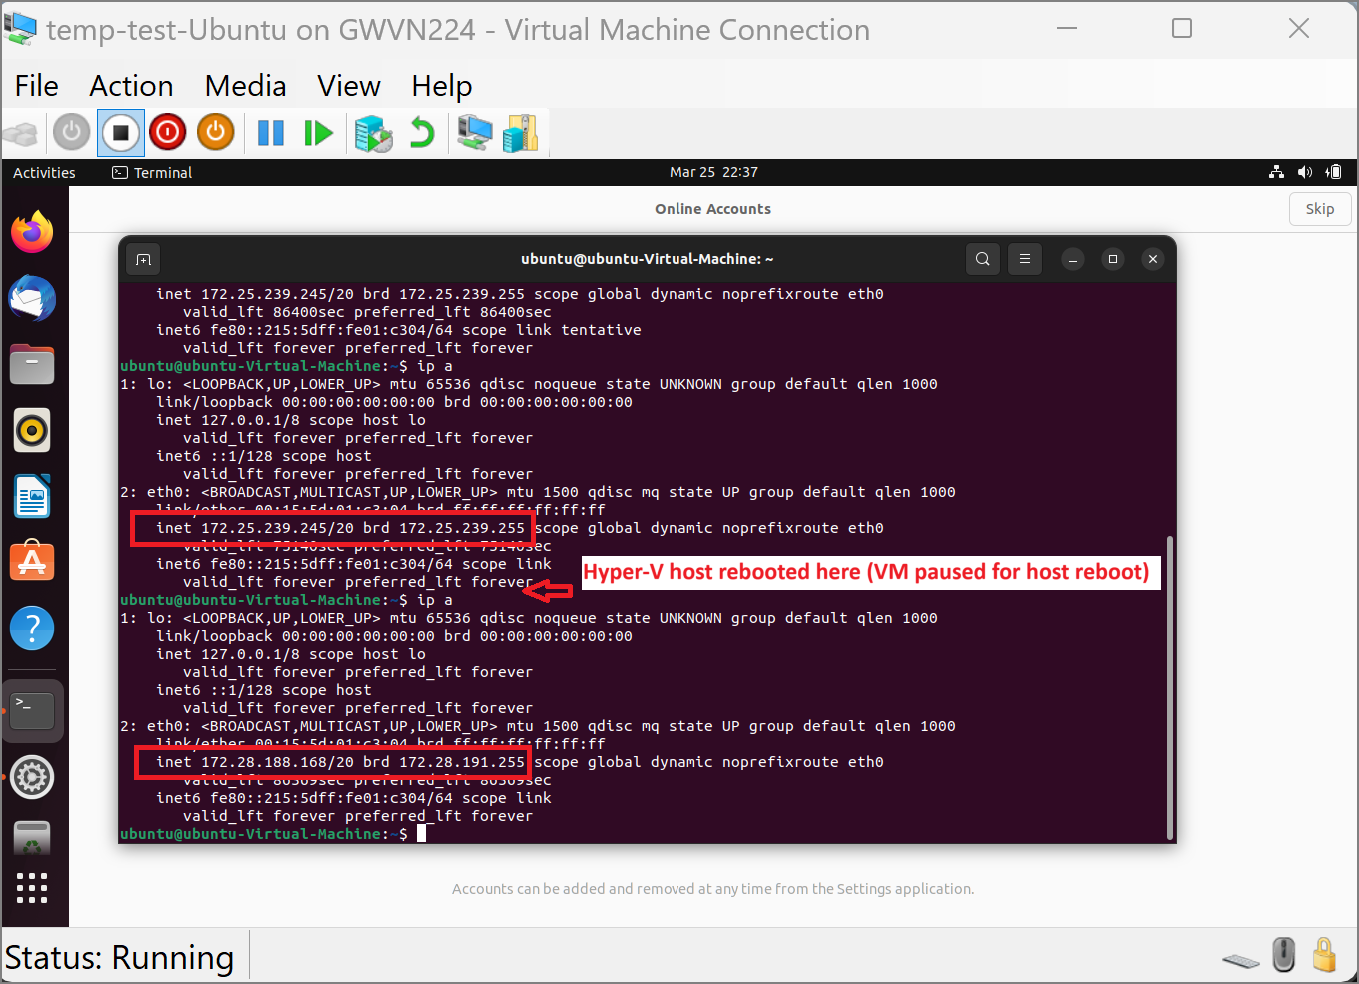 temp-test-Ubuntu on GWVN224 - Virtual Machine Connection
File Action Media View Help
Activities Terminal Mar 25 22:37
Online Accounts Skip
ubuntu@ubuntu-Virtual-Machine: ~
inet 172.25.239.245/20 brd 172.25.239.255 scope global dynamic noprefixroute eth0
valid_lft 86400sec preferred_lft 86400sec
inet6 fe80::215:5dff:fe01:c304/64 scope link tentative
valid_lft forever preferred_lft forever
ubuntu@ubuntu-Virtual-Machine:~$ ip a
1: lo: <LOOPBACK,UP,LOWER_UP> mtu 65536 qdisc noqueue state UNKNOWN group default qlen 1000
link/loopback 00:00:00:00:00:00 brd 00:00:00:00:00:00
inet 127.0.0.1/8 scope host lo
valid_lft forever preferred_lft forever
inet6 ::1/128 scope host
valid_lft forever preferred_lft forever
2: eth0: <BROADCAST,MULTICAST,UP,LOWER_UP> mtu 1500 qdisc mq state UP group default qlen 1000
link/ether 00:15:5d:01:c3:04 brd ff:ff:ff:ff:ff:ff
inet 172.25.239.245/20 brd 172.25.239.255 scope global dynamic noprefixroute eth0
valid_lft 75140sec preferred_lft 75140sec
inet6 fe80::215:5dff:fe01:c304/64 scope link
valid_lft forever preferred_lft forever
Hyper-V host rebooted here (VM paused for host reboot)
ubuntu@ubuntu-Virtual-Machine:~$ ip a
1: lo: <LOOPBACK,UP,LOWER_UP> mtu 65536 qdisc noqueue state UNKNOWN group default qlen 1000
link/loopback 00:00:00:00:00:00 brd 00:00:00:00:00:00
inet 127.0.0.1/8 scope host lo
valid_lft forever preferred_lft forever
inet6 ::1/128 scope host
valid_lft forever preferred_lft forever
2: eth0: <BROADCAST,MULTICAST,UP,LOWER_UP> mtu 1500 qdisc mq state UP group default qlen 1000
link/ether 00:15:5d:01:c3:04 brd ff:ff:ff:ff:ff:ff
inet 172.28.188.168/20 brd 172.28.191.255 scope global dynamic noprefixroute eth0
valid_lft 86369sec preferred_lft 86369sec
inet6 fe80::215:5dff:fe01:c304/64 scope link
valid_lft forever preferred_lft forever
ubuntu@ubuntu-Virtual-Machine:~$
Accounts can be added and removed at any time from the Settings application.
Status: Running